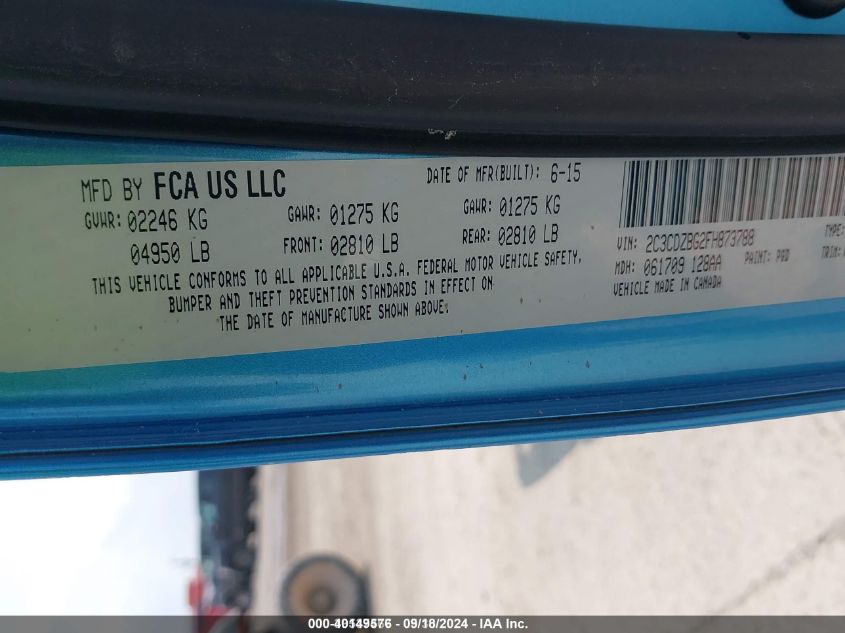 MFD BY FCA US LLC
DATE OF MFR(BUILT): 6-15
GVWR: 02246 KG GAWR: 01275 KG GAWR: 01275 KG
04950 LB FRONT: 02810 LB REAR: 02810 LB
THIS VEHICLE CONFORMS TO ALL APPLICABLE U.S.A. FEDERAL MOTOR VEHICLE SAFETY,
BUMPER AND THEFT PREVENTION STANDARDS IN EFFECT ON
THE DATE OF MANUFACTURE SHOWN ABOVE.
VIN: 2C3CDZBG2FH873788 TYPE:
MDH: 061709 128AA PAINT: PBD TRIM:
VEHICLE MADE IN CANADA
000-40149576 - 09/18/2024 - IAA Inc.